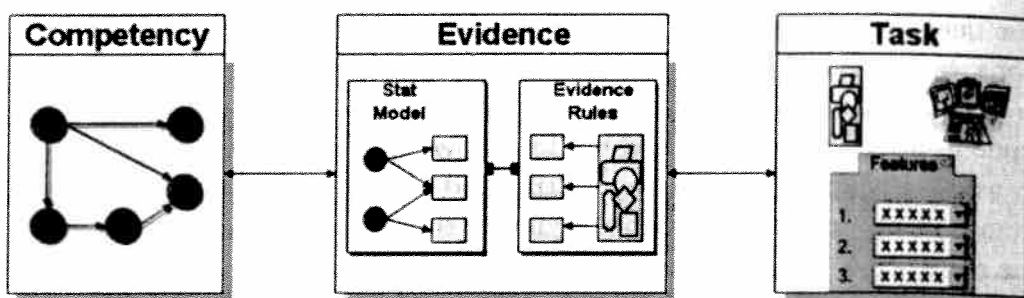 Competency
Evidence
Task
Stat
Model
Evidence
Rules
Features
1. XXXXX
2. XXXXX
3. XXXXX